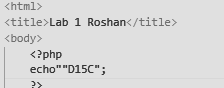 <html>
<title>Lab 1 Roshan</title>
<body>
<?php
echo""D15C";
?>